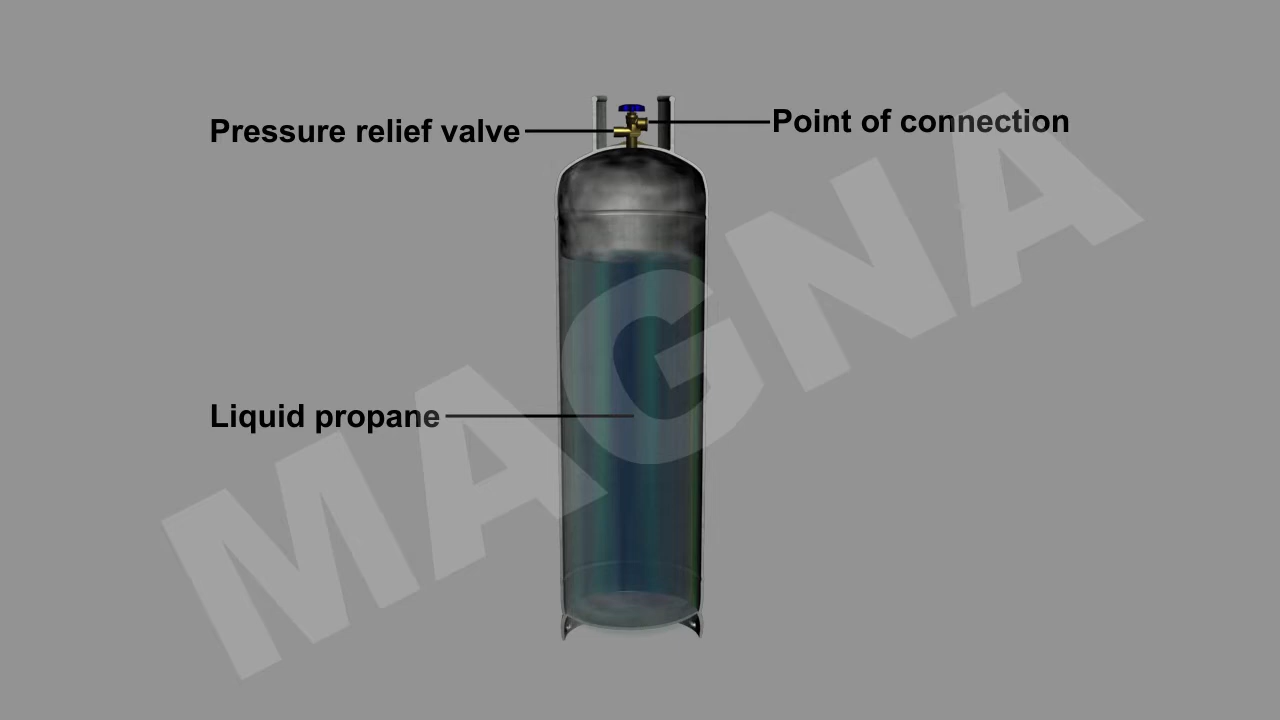 Pressure relief valve
Point of connection
Liquid propane
MAGNA